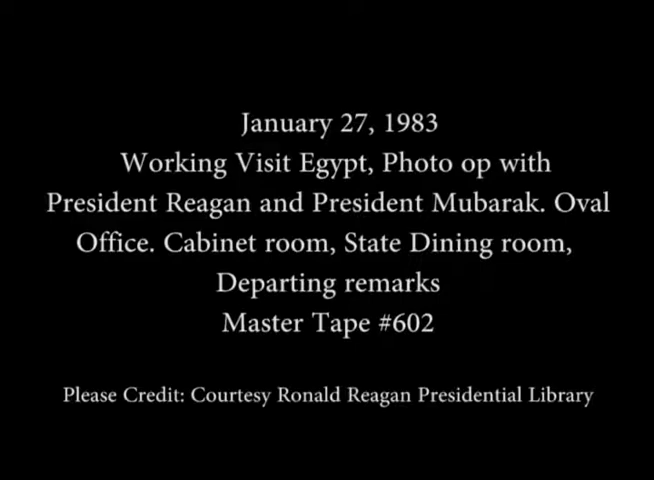 January 27, 1983
Working Visit Egypt, Photo op with
President Reagan and President Mubarak. Oval
Office. Cabinet room, State Dining room,
Departing remarks
Master Tape #602
Please Credit: Courtesy Ronald Reagan Presidential Library